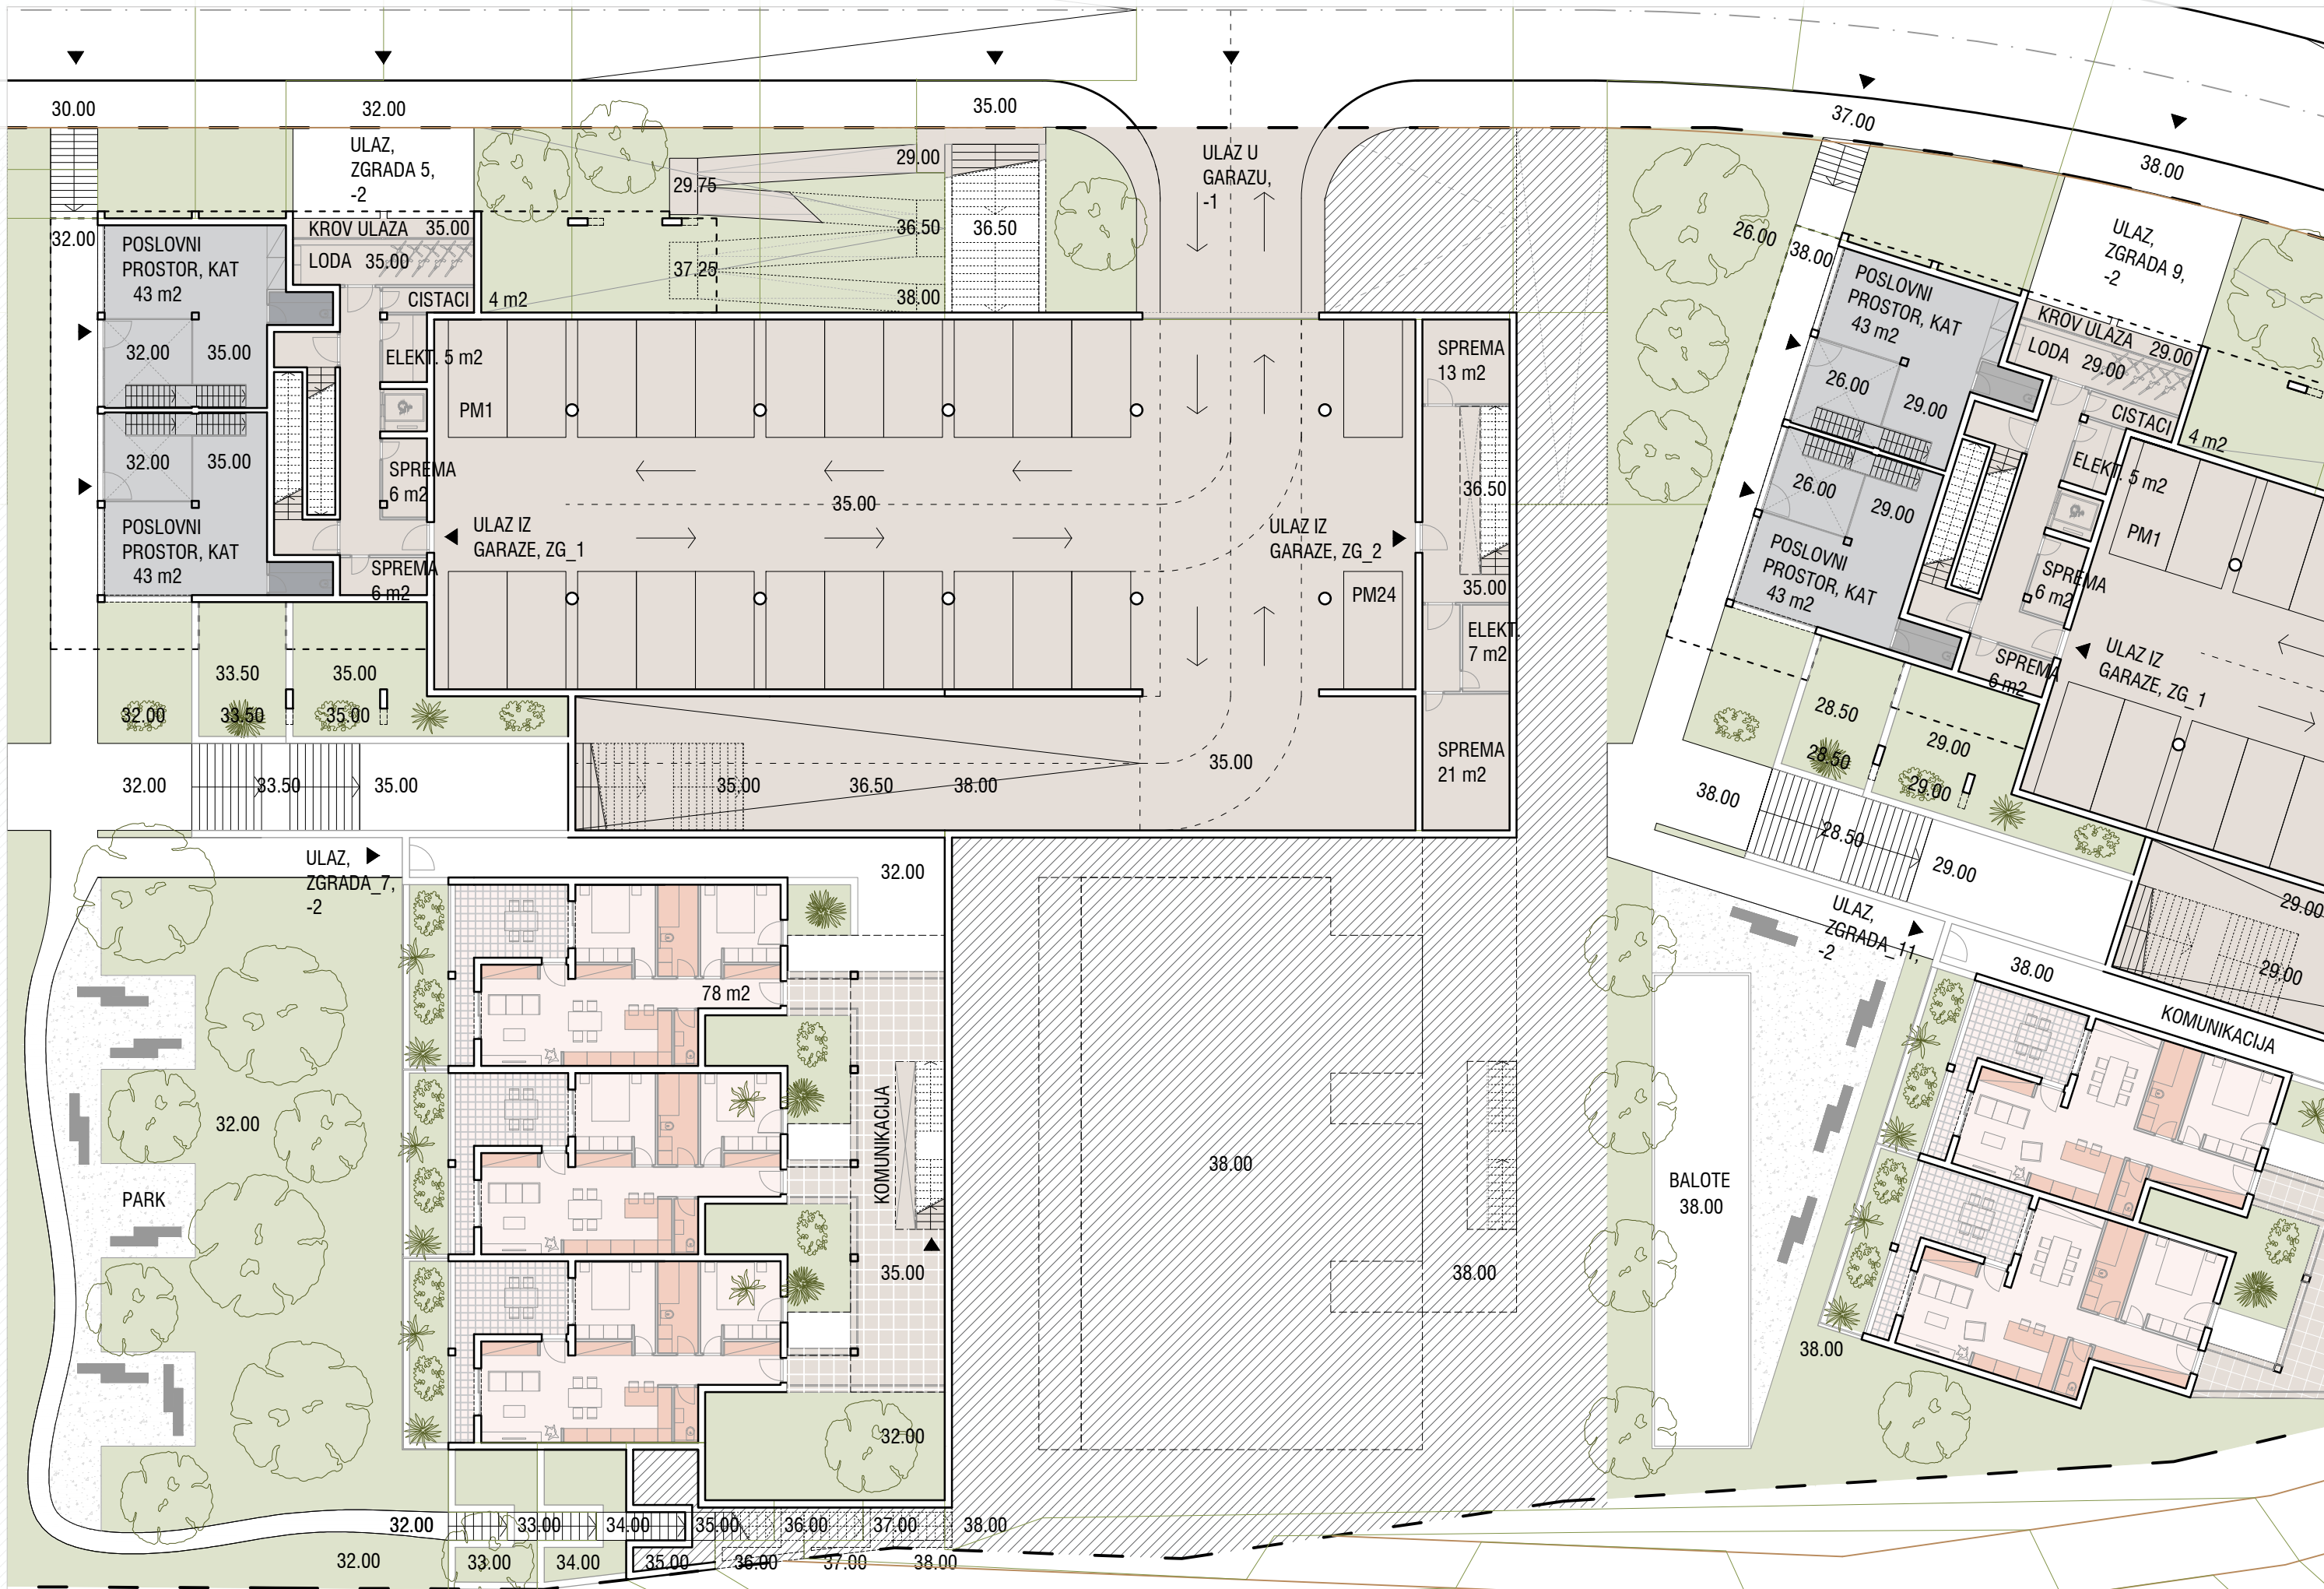 30.00
32.00
35.00
37.00
38.00
ULAZ,
ZGRADA 5,
-2
29.00
29.75
36.50
36.50
37.25
38.00
ULAZ U
GARAZU,
-1
26.00
38.00
ULAZ,
ZGRADA 9,
-2
32.00
POSLOVNI
PROSTOR, KAT
43 m2
KROV ULAZA 35.00
LODA 35.00
CISTACI 4 m2
32.00 35.00
ELEKT. 5 m2
PM1
32.00 35.00
SPREMA
6 m2
POSLOVNI
PROSTOR, KAT
43 m2
SPREMA
6 m2
ULAZ IZ
GARAZE, ZG_1
35.00
ULAZ IZ
GARAZE, ZG_2
PM24
SPREMA
13 m2
36.50
35.00
ELEKT.
7 m2
SPREMA
21 m2
POSLOVNI
PROSTOR, KAT
43 m2
KROV ULAZA 29.00
LODA 29.00
CISTACI 4 m2
26.00 29.00
ELEKT. 5 m2
PM1
26.00 29.00
SPREMA
6 m2
POSLOVNI
PROSTOR, KAT
43 m2
SPREMA
6 m2
ULAZ IZ
GARAZE, ZG_1
33.50 35.00
32.00 33.50 35.00
32.00 33.50 35.00
35.00 36.50 38.00
35.00
28.50
29.00
28.50
29.00
38.00
28.50
29.00
29.00
29.00
ULAZ,
ZGRADA_7,
-2
32.00
78 m2
32.00
PARK
KOMUNIKACIJA
35.00
32.00
38.00
38.00
BALOTE
38.00
ULAZ,
ZGRADA_11,
-2
38.00
KOMUNIKACIJA
38.00
32.00 33.00 34.00 35.00 36.00 37.00 38.00
32.00 33.00 34.00 35.00 36.00 37.00 38.00